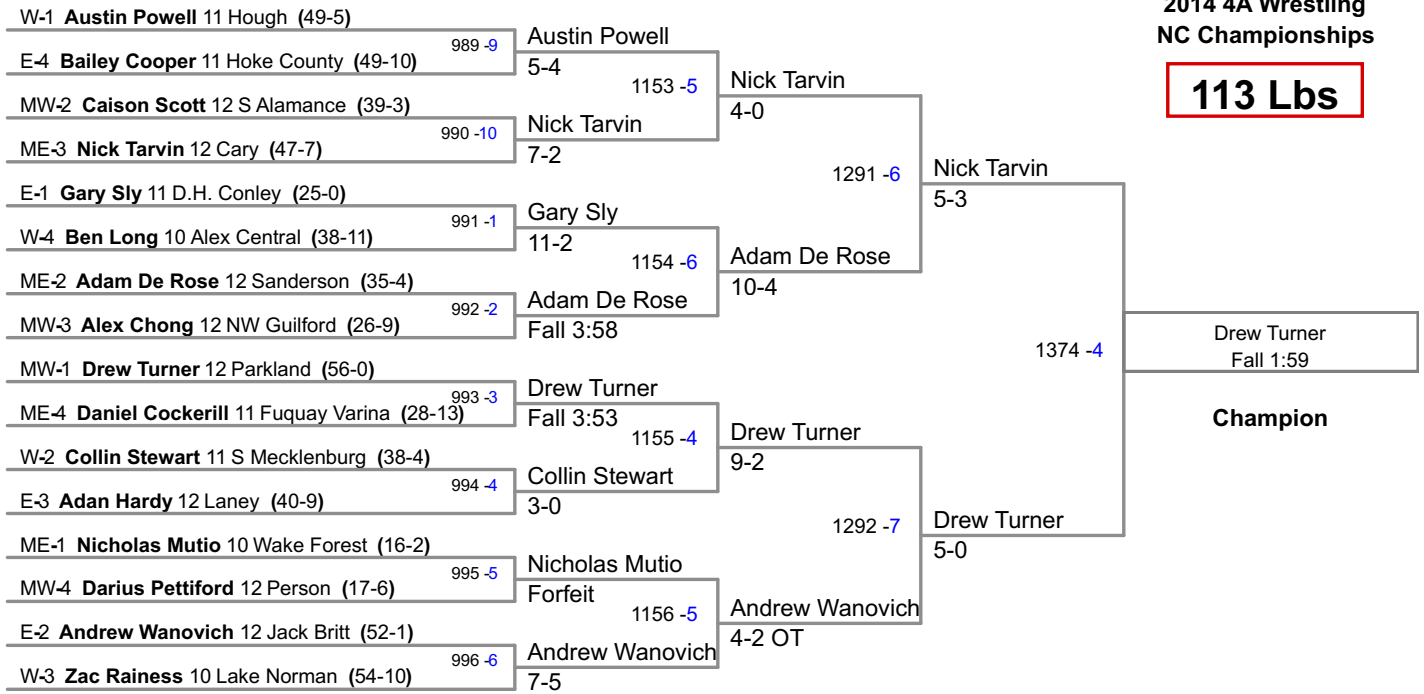 2014 4A Wrestling
NC Championships
113 Lbs
W-1 Austin Powell 11 Hough (49-5)
E-4 Bailey Cooper 11 Hoke County (49-10)
MW-2 Caison Scott 12 S Alamance (39-3)
ME-3 Nick Tarvin 12 Cary (47-7)
E-1 Gary Sly 11 D.H. Conley (25-0)
W-4 Ben Long 10 Alex Central (38-11)
ME-2 Adam De Rose 12 Sanderson (35-4)
MW-3 Alex Chong 12 NW Guilford (26-9)
MW-1 Drew Turner 12 Parkland (56-0)
ME-4 Daniel Cockerill 11 Fuquay Varina (28-13)
W-2 Collin Stewart 11 S Mecklenburg (38-4)
E-3 Adan Hardy 12 Laney (40-9)
ME-1 Nicholas Mutio 10 Wake Forest (16-2)
MW-4 Darius Pettiford 12 Person (17-6)
E-2 Andrew Wanovich 12 Jack Britt (52-1)
W-3 Zac Rainess 10 Lake Norman (54-10)
989 -9
990 -10
991 -1
992 -2
993 -3
994 -4
995 -5
996 -6
Austin Powell
5-4
Nick Tarvin
7-2
Gary Sly
11-2
Adam De Rose
Fall 3:58
Drew Turner
Fall 3:53
Collin Stewart
3-0
Nicholas Mutio
Forfeit
Andrew Wanovich
7-5
1153 -5
1154 -6
1155 -4
1156 -5
Nick Tarvin
4-0
Adam De Rose
10-4
Drew Turner
9-2
Andrew Wanovich
4-2 OT
1291 -6
1292 -7
Nick Tarvin
5-3
Drew Turner
5-0
1374 -4
Drew Turner
Fall 1:59
Champion